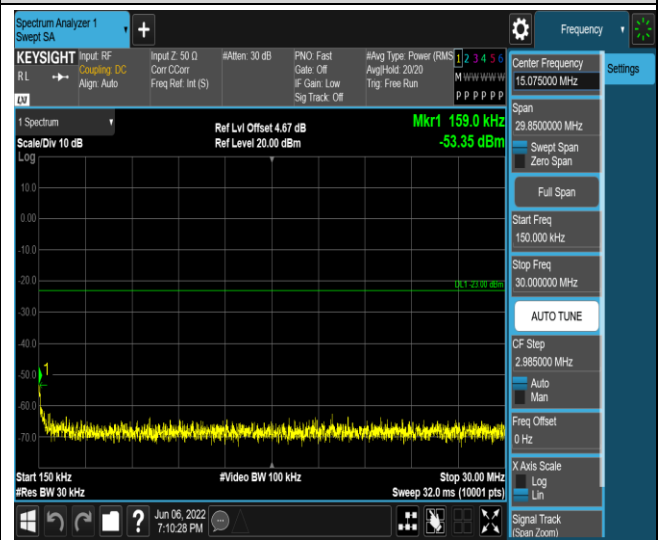 Spectrum Analyzer 1
Swept SA
Frequency
KEYSIGHT
RL
LXI
Input: RF
Coupling: DC
Align: Auto
Input Z: 50 Ω
Corr CCorr
Freq Ref: Int (S)
#Atten: 30 dB
PNO: Fast
Gate: Off
IF Gain: Low
Sig Track: Off
#Avg Type: Power (RMS
Avg|Hold: 20/20
Trig: Free Run
1 2 3 4 5 6
M W W W W W
P P P P P P
1 Spectrum
Scale/Div 10 dB
Log
Ref Lvl Offset 4.67 dB
Ref Level 20.00 dBm
Mkr1 159.0 kHz
-53.35 dBm
10.0
0.00
-10.0
-20.0
DL1 -23.00 dBm
-30.0
-40.0
-50.0
1
-60.0
-70.0
Start 150 kHz
#Res BW 30 kHz
#Video BW 100 kHz
Stop 30.00 MHz
Sweep 32.0 ms (10001 pts)
Jun 06, 2022
7:10:28 PM
Center Frequency
15.075000 MHz
Span
29.8500000 MHz
Swept Span
Zero Span
Full Span
Start Freq
150.000 kHz
Stop Freq
30.000000 MHz
AUTO TUNE
CF Step
2.985000 MHz
Auto
Man
Freq Offset
0 Hz
X Axis Scale
Log
Lin
Signal Track
(Span Zoom)
Settings